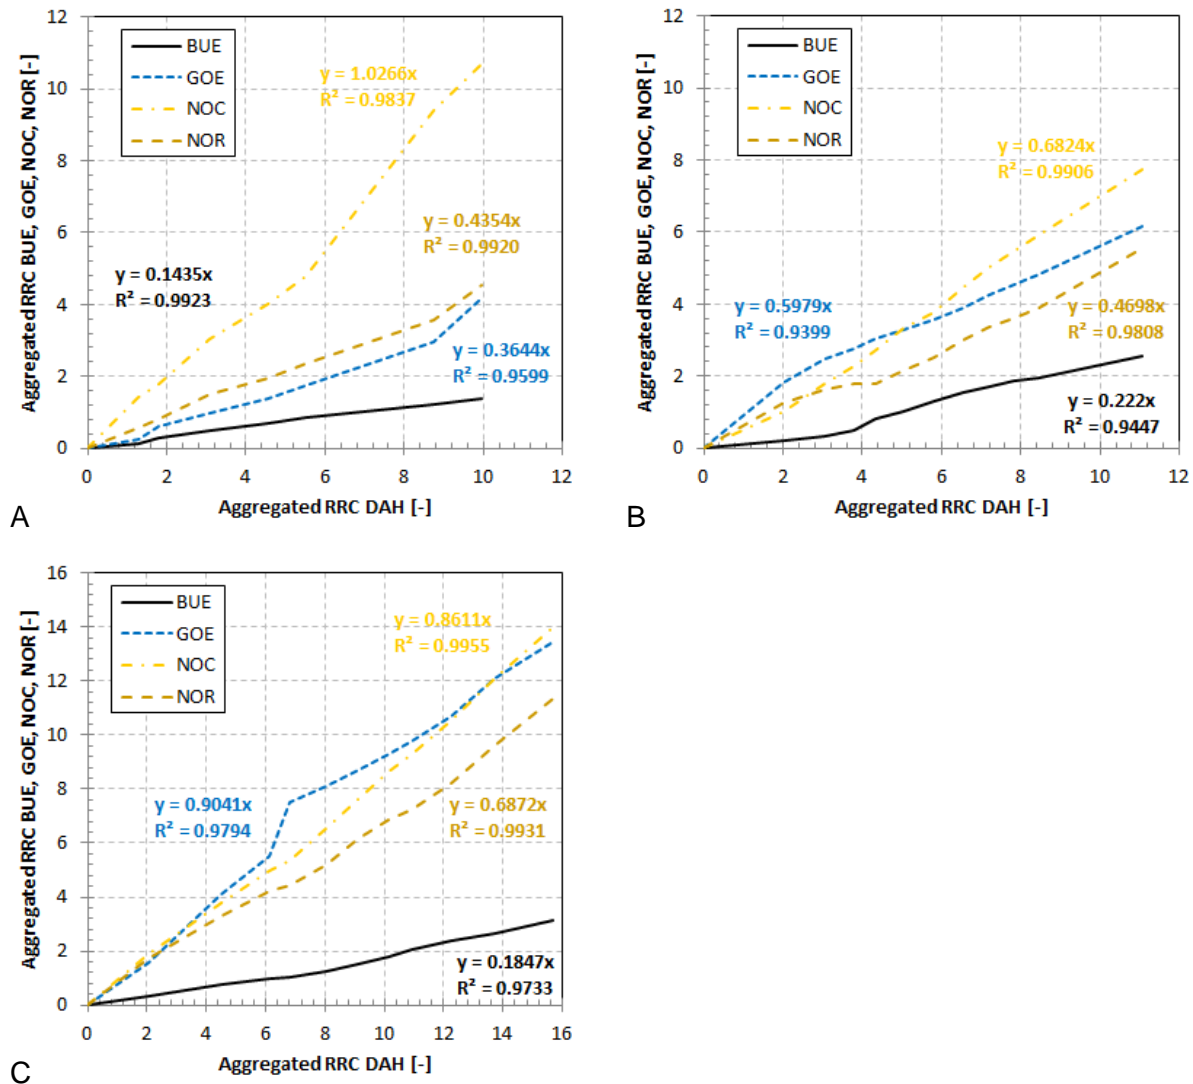 Aggregated RRC BUE, GOE, NOC, NOR [-]
12
10
8
6
4
2
0
BUE
GOE
NOC
NOR
y = 1.0266x
R² = 0.9837
y = 0.4354x
R² = 0.9920
y = 0.1435x
R² = 0.9923
y = 0.3644x
R² = 0.9599
0 2 4 6 8 10 12
Aggregated RRC DAH [-]
A
Aggregated RRC BUE, GOE, NOC, NOR [-]
12
10
8
6
4
2
0
BUE
GOE
NOC
NOR
y = 0.6824x
R² = 0.9906
y = 0.5979x
R² = 0.9399
y = 0.4698x
R² = 0.9808
y = 0.222x
R² = 0.9447
0 2 4 6 8 10 12
Aggregated RRC DAH [-]
B
Aggregated RRC BUE, GOE, NOC, NOR [-]
16
14
12
10
8
6
4
2
0
BUE
GOE
NOC
NOR
y = 0.8611x
R² = 0.9955
y = 0.9041x
R² = 0.9794
y = 0.6872x
R² = 0.9931
y = 0.1847x
R² = 0.9733
0 2 4 6 8 10 12 14 16
Aggregated RRC DAH [-]
C